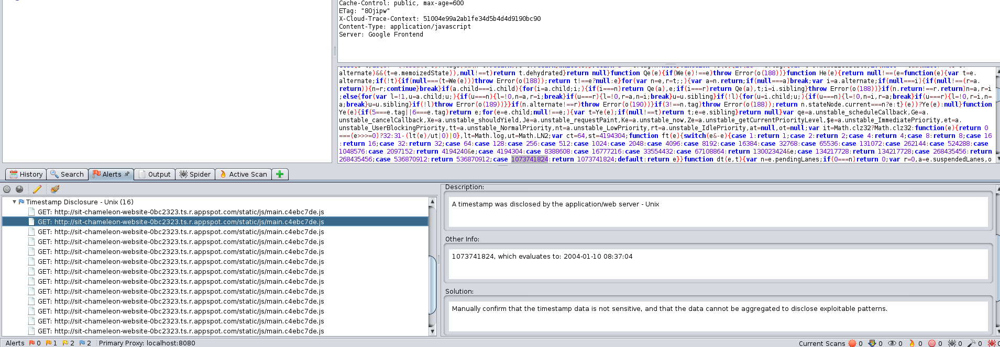 Cache-Control: public, max-age=600
ETag: "8Ojipw"
X-Cloud-Trace-Context: 51004e99a2ab1fe34d5b4d4d9190bc90
Content-Type: application/javascript
Server: Google Frontend
alternate)&&(t=e.memoizedState)),null!==t)return t.dehydrated}return null}function Qe(e){if(We(e)!==e)throw Error(o(188))}function He(e){return null!==(e=function(e){var t=e.
alternate;if(!t){if(null===(t=We(e)))throw Error(o(188));return t!==e?null:e}for(var n=e,r=t;;){var a=n.return;if(null===a)break;var i=a.alternate;if(null===i){if(null!==(r=a.
return)){n=r;continue}break}if(a.child===i.child){for(i=a.child;i;){if(i===n)return Qe(a),e;if(i===r)return Qe(a),t;i=i.sibling}throw Error(o(188))}if(n.return!==r.return)n=a,r=i
;else{for(var l=!1,u=a.child;u;){if(u===n){l=!0,n=a,r=i;break}if(u===r){l=!0,r=a,n=i;break}u=u.sibling}if(!l){for(u=i.child;u;){if(u===n){l=!0,n=i,r=a;break}if(u===r){l=!0,r=i,n=
a;break}u=u.sibling}if(!l)throw Error(o(189))}}if(n.alternate!==r)throw Error(o(190))}if(3!==n.tag)throw Error(o(188));return n.stateNode.current===n?e:t}(e))?Ye(e):null}function
Ye(e){if(5===e.tag||6===e.tag)return e;for(e=e.child;null!==e;){var t=Ye(e);if(null!==t)return t;e=e.sibling}return null}var qe=a.unstable_scheduleCallback,Ge=a.
unstable_cancelCallback,Xe=a.unstable_shouldYield,Je=a.unstable_requestPaint,Ke=a.unstable_now,Ze=a.unstable_getCurrentPriorityLevel,$e=a.unstable_ImmediatePriority,et=a.
unstable_UserBlockingPriority,tt=a.unstable_NormalPriority,nt=a.unstable_LowPriority,rt=a.unstable_IdlePriority,at=null,ot=null;var it=Math.clz32?Math.clz32:function(e){return 0
===(e>>>=0)?32:31-(lt(e)/ut|0)|0},lt=Math.log,ut=Math.LN2;var ct=64,st=4194304;function ft(e){switch(e&-e){case 1:return 1;case 2:return 2;case 4:return 4;case 8:return 8;case 16
:return 16;case 32:return 32;case 64:case 128:case 256:case 512:case 1024:case 2048:case 4096:case 8192:case 16384:case 32768:case 65536:case 131072:case 262144:case 524288:case
1048576:case 2097152:return 4194240&e;case 4194304:case 8388608:case 16777216:case 33554432:case 67108864:return 130023424&e;case 134217728:return 134217728;case 268435456:return
268435456;case 536870912:return 536870912;case 1073741824:return 1073741824;default:return e}}function dt(e,t){var n=e.pendingLanes;if(0===n)return 0;var r=0,a=e.suspendedLanes,o
History Search Alerts Output Spider Active Scan
Timestamp Disclosure - Unix (16)
GET: http://sit-chameleon-website-0bc2323.ts.r.appspot.com/static/js/main.c4ebc7de.js
GET: http://sit-chameleon-website-0bc2323.ts.r.appspot.com/static/js/main.c4ebc7de.js
GET: http://sit-chameleon-website-0bc2323.ts.r.appspot.com/static/js/main.c4ebc7de.js
GET: http://sit-chameleon-website-0bc2323.ts.r.appspot.com/static/js/main.c4ebc7de.js
GET: http://sit-chameleon-website-0bc2323.ts.r.appspot.com/static/js/main.c4ebc7de.js
GET: http://sit-chameleon-website-0bc2323.ts.r.appspot.com/static/js/main.c4ebc7de.js
GET: http://sit-chameleon-website-0bc2323.ts.r.appspot.com/static/js/main.c4ebc7de.js
GET: http://sit-chameleon-website-0bc2323.ts.r.appspot.com/static/js/main.c4ebc7de.js
GET: http://sit-chameleon-website-0bc2323.ts.r.appspot.com/static/js/main.c4ebc7de.js
GET: http://sit-chameleon-website-0bc2323.ts.r.appspot.com/static/js/main.c4ebc7de.js
GET: http://sit-chameleon-website-0bc2323.ts.r.appspot.com/static/js/main.c4ebc7de.js
GET: http://sit-chameleon-website-0bc2323.ts.r.appspot.com/static/js/main.c4ebc7de.js
GET: http://sit-chameleon-website-0bc2323.ts.r.appspot.com/static/js/main.c4ebc7de.js
Description:
A timestamp was disclosed by the application/web server - Unix
Other Info:
1073741824, which evaluates to: 2004-01-10 08:37:04
Solution:
Manually confirm that the timestamp data is not sensitive, and that the data cannot be aggregated to disclose exploitable patterns.
Alerts 0 1 2 2 Primary Proxy: localhost:8080
Current Scans 0 0 0 0 0 0 0 0